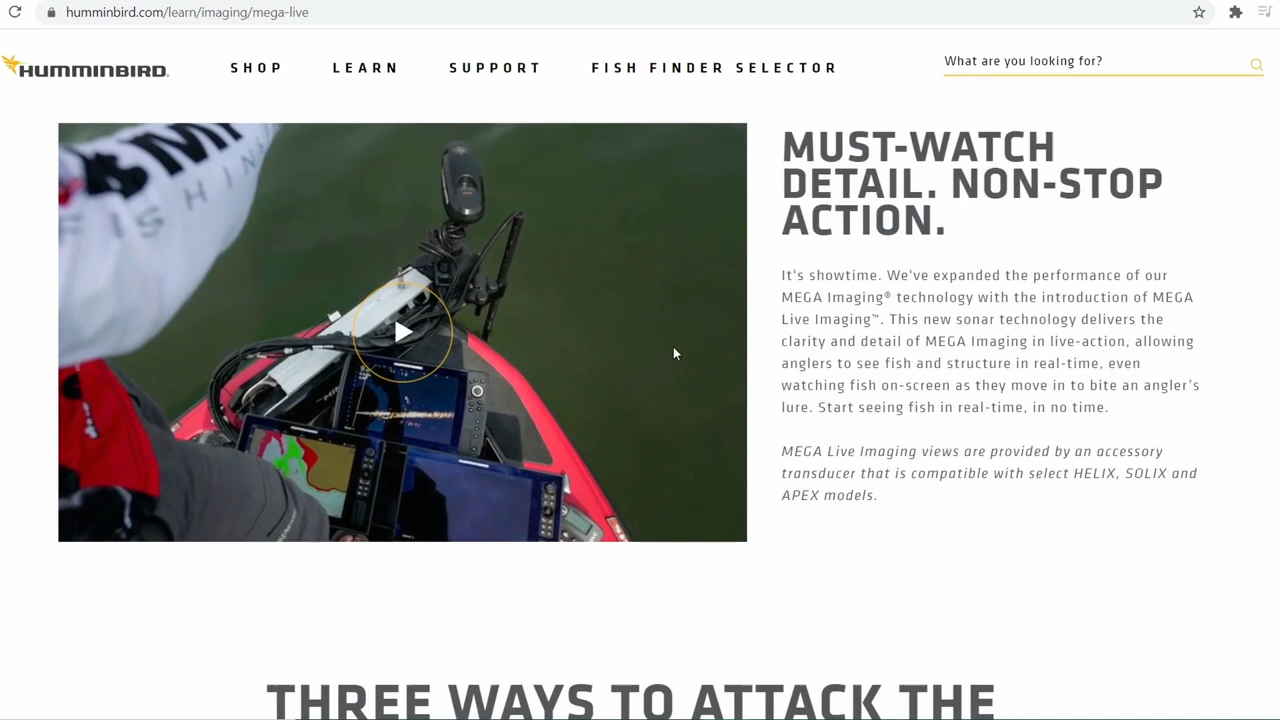 humminbird.com/learn/imaging/mega-live
HUMMINBIRD.
SHOP
LEARN
SUPPORT
FISH FINDER SELECTOR
What are you looking for?
FISHING
MUST-WATCH
DETAIL. NON-STOP
ACTION.
It's showtime. We've expanded the performance of our
MEGA Imaging® technology with the introduction of MEGA
Live Imaging™. This new sonar technology delivers the
clarity and detail of MEGA Imaging in live-action, allowing
anglers to see fish and structure in real-time, even
watching fish on-screen as they move in to bite an angler's
lure. Start seeing fish in real-time, in no time.
MEGA Live Imaging views are provided by an accessory
transducer that is compatible with select HELIX, SOLIX and
APEX models.
THREE WAYS TO ATTACK THE